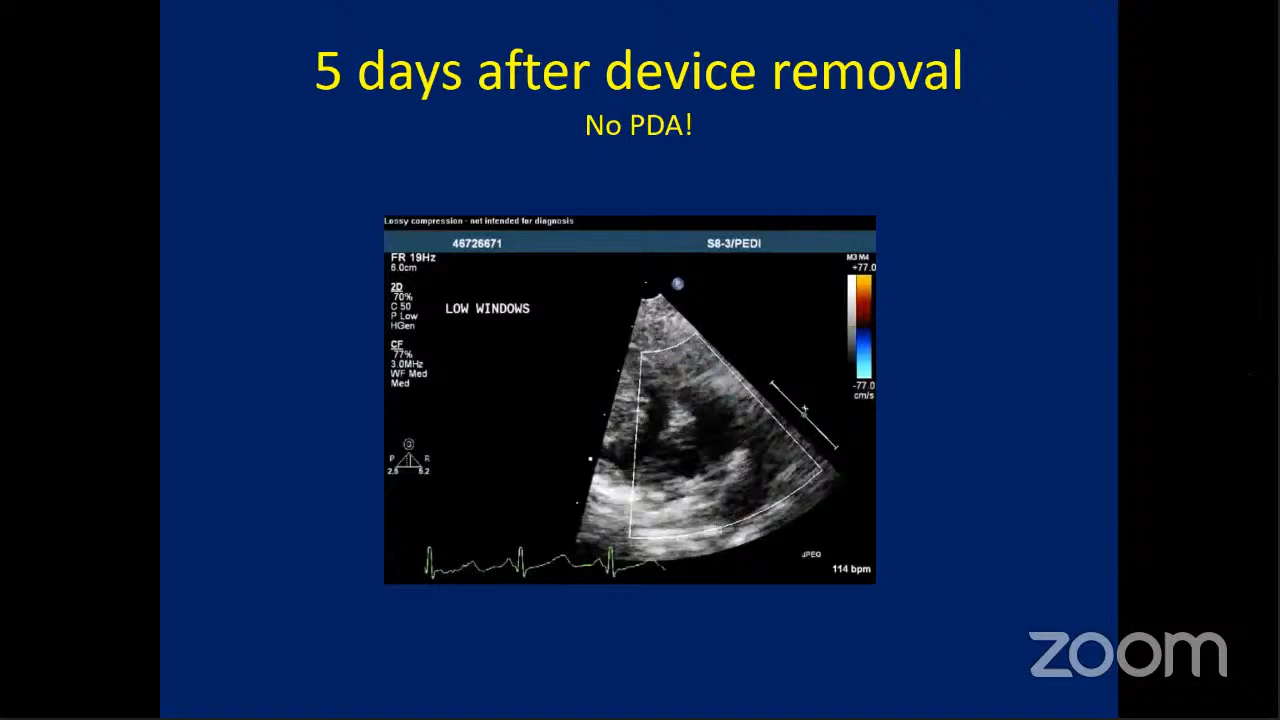 5 days after device removal
No PDA!
Lossy compression - not intended for diagnosis
46726671 S8-3/PEDI
FR 19Hz
6.0cm
M3 M4
+77.0
2D
70%
C 50
P Low
HGen
LOW WINDOWS
CF
77%
3.0MHz
WF Med
Med
-77.0
cm/s
G
P R
2.5 5.2
JPEG
114 bpm
zoom